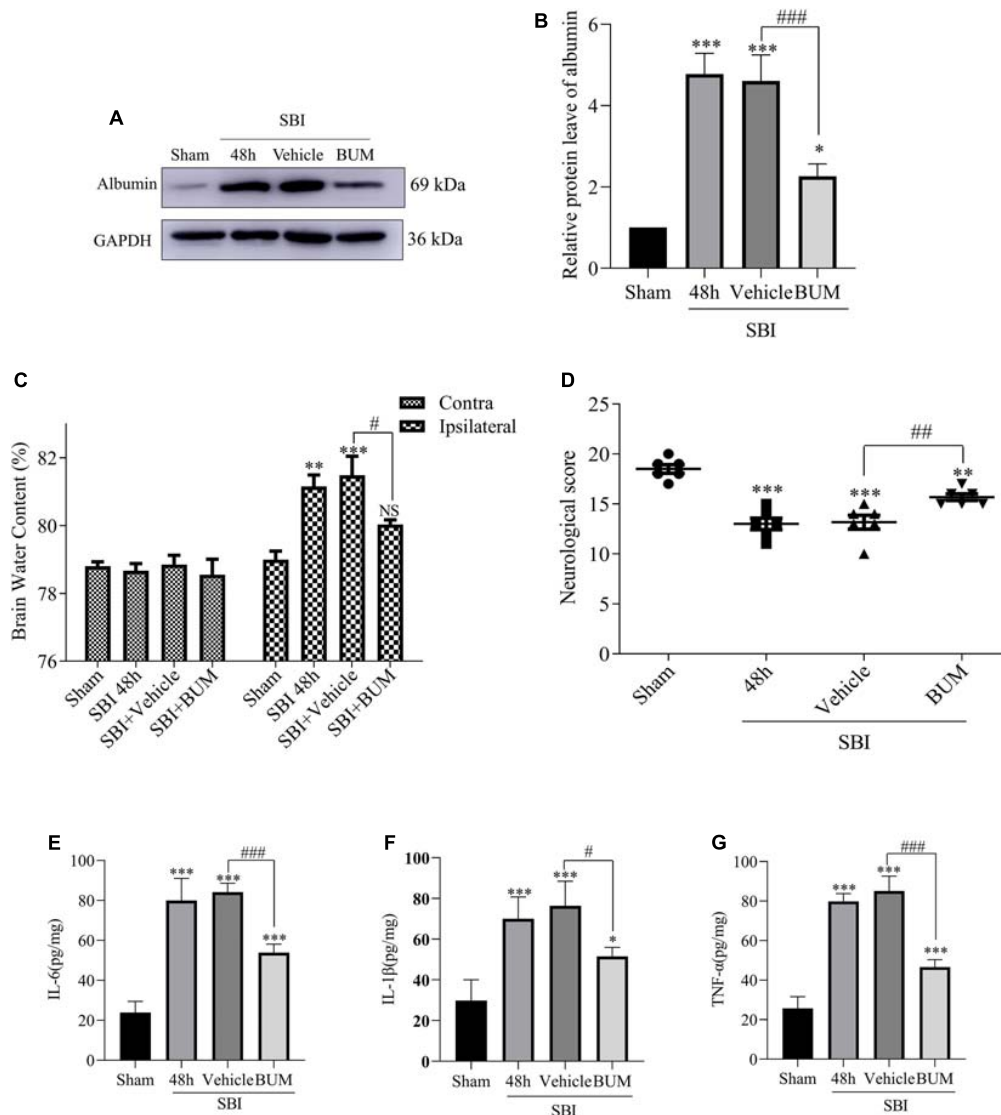 A
SBI
Sham 48h Vehicle BUM
Albumin 69 kDa
GAPDH 36 kDa
B
Relative protein leave of albumin
6
4
2
0
***
***
###
*
Sham 48h Vehicle BUM
SBI
C
Contra
Ipsilateral
Brain Water Content (%)
82
80
78
76
**
***
#
NS
Sham
SBI 48h
SBI+Vehicle
SBI+BUM
Sham
SBI 48h
SBI+Vehicle
SBI+BUM
D
Neurological score
25
20
15
10
5
0
***
***
##
**
Sham
48h
Vehicle
BUM
SBI
E
IL-6(pg/mg)
100
80
60
40
20
0
***
***
###
***
Sham 48h Vehicle BUM
SBI
F
IL-1β(pg/mg)
100
80
60
40
20
0
***
***
#
*
Sham 48h Vehicle BUM
SBI
G
TNF-α(pg/mg)
100
80
60
40
20
0
***
***
###
***
Sham 48h Vehicle BUM
SBI